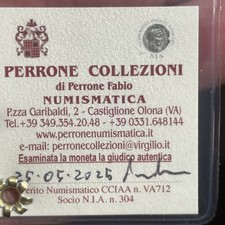 PERRONE COLLEZIONI
di Perrone Fabio
NUMISMATICA
P.zza Garibaldi, 2 - Castiglione Olona (VA)
Tel.+39 349.354.20.48 - +39 0331.648144
www.perronenumismatica.it
e-mail: perronecollezioni@virgilio.it
Esaminata la moneta la giudico autentica
25-05-2025
erito Numismatico CCIAA n. VA712
Socio N.I.A. n. 304